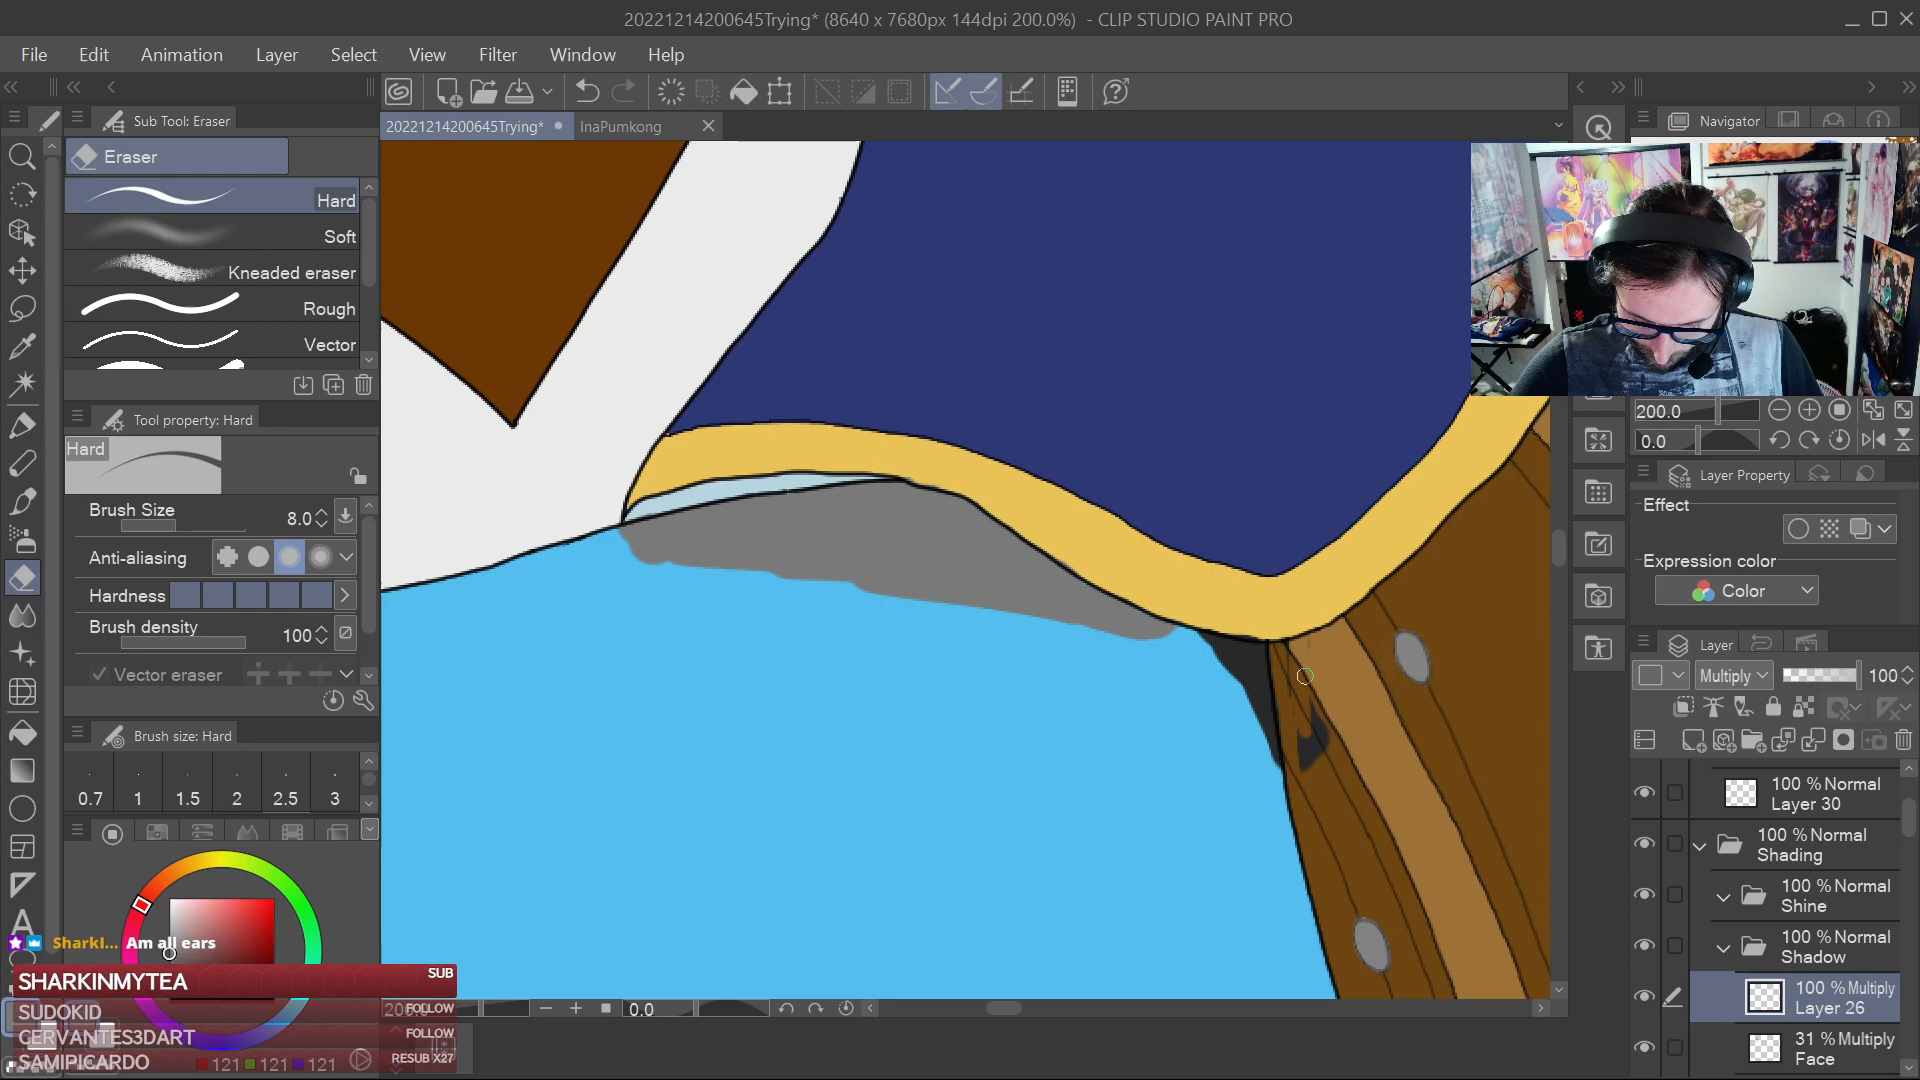 20221214200645Trying* (8640 x 7680px 144dpi 200.0%) - CLIP STUDIO PAINT PRO
File Edit Animation Layer Select View Filter Window Help
Sub Tool: Eraser
20221214200645Trying* InaPumkong
Navigator
Eraser
Hard
Soft
Kneaded eraser
Rough
Vector
Tool property: Hard
Hard
Brush Size 8.0
Anti-aliasing
Hardness
Brush density 100
Vector eraser
Brush size: Hard
0.7 1 1.5 2 2.5 3
200.0
0.0
Layer Property
Effect
Expression color
Color
Layer
Multiply 100
100 % Normal
Layer 30
100 % Normal
Shading
100 % Normal
Shine
100 % Normal
Shadow
100 % Multiply
Layer 26
31 % Multiply
Face
SharkI... Am all ears
SHARKINMYTEA SUB
SUDOKID FOLLOW
CERVANTES3DART FOLLOW
SAMIPICARDO RESUB X27
121 121 121
0.0